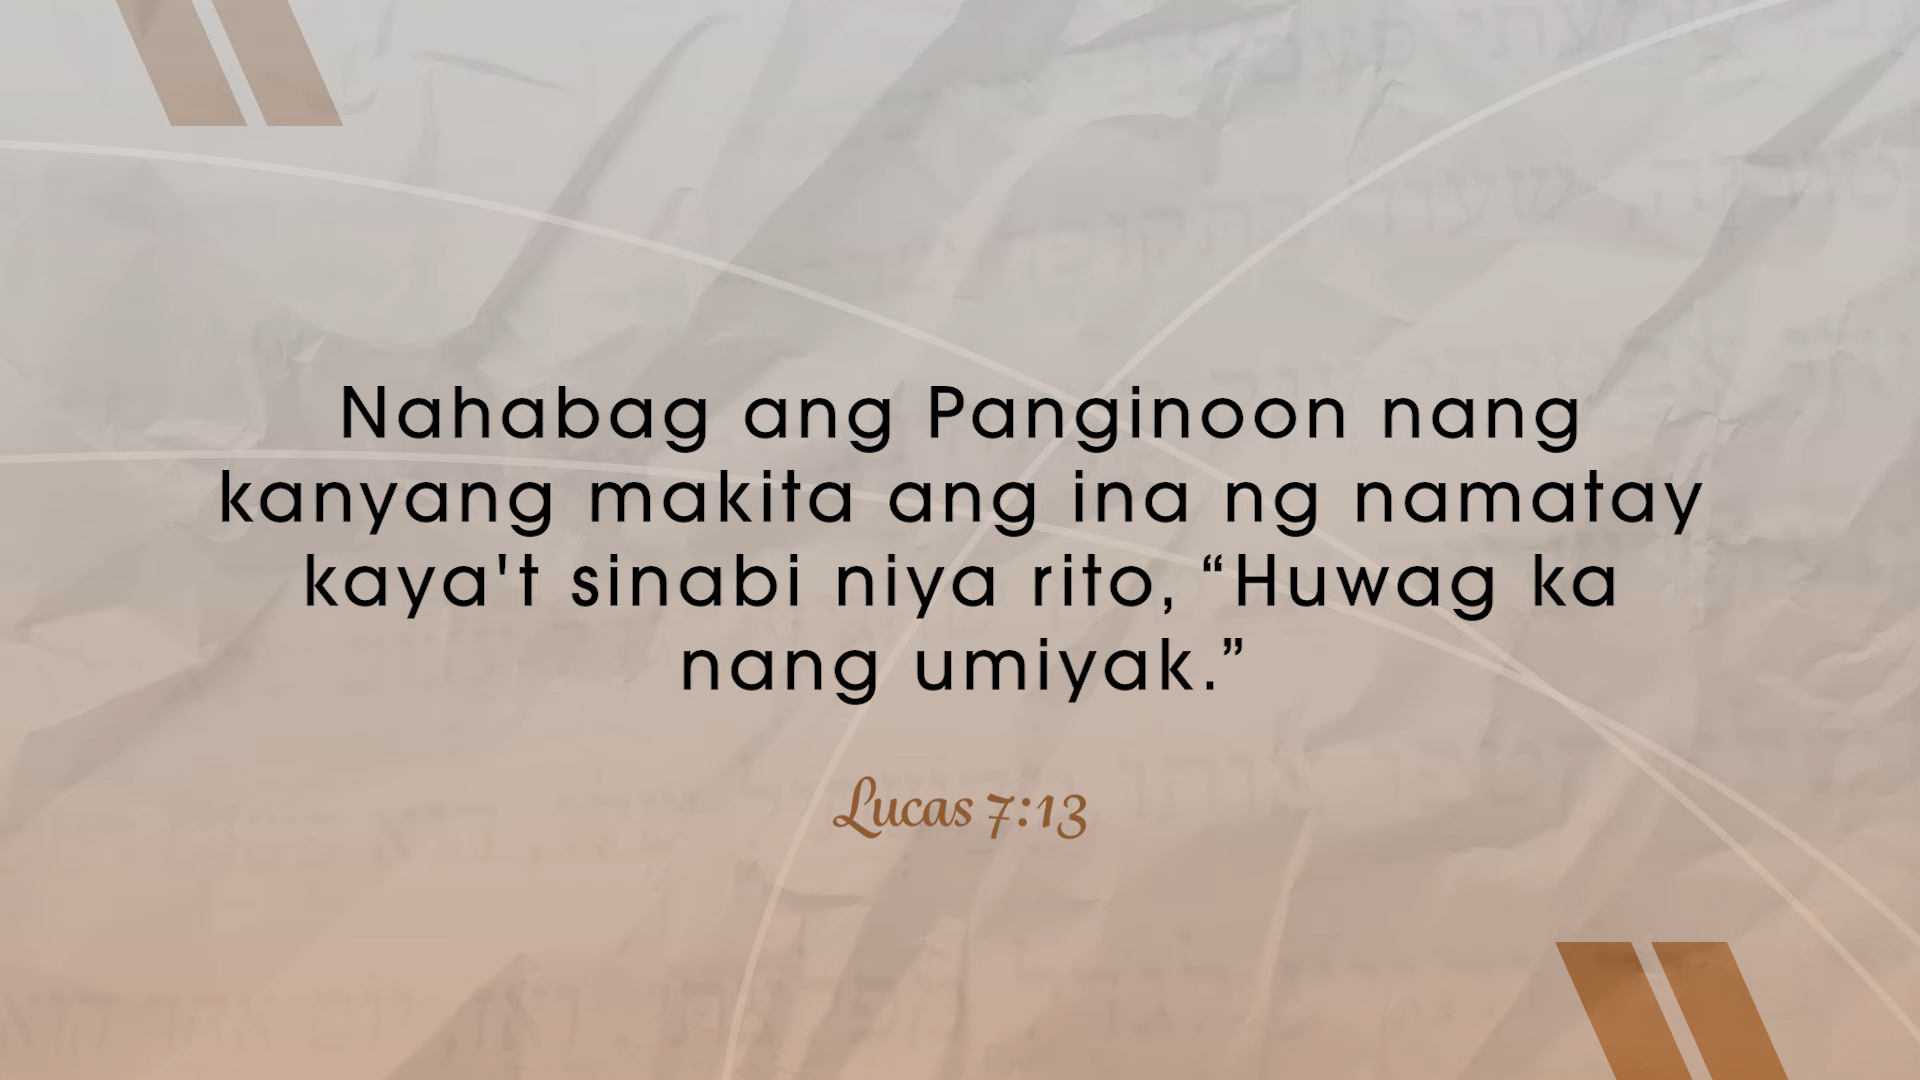 Nahabag ang Panginoon nang
kanyang makita ang ina ng namatay
kaya't sinabi niya rito, “Huwag ka
nang umiyak.”
Lucas 7:13